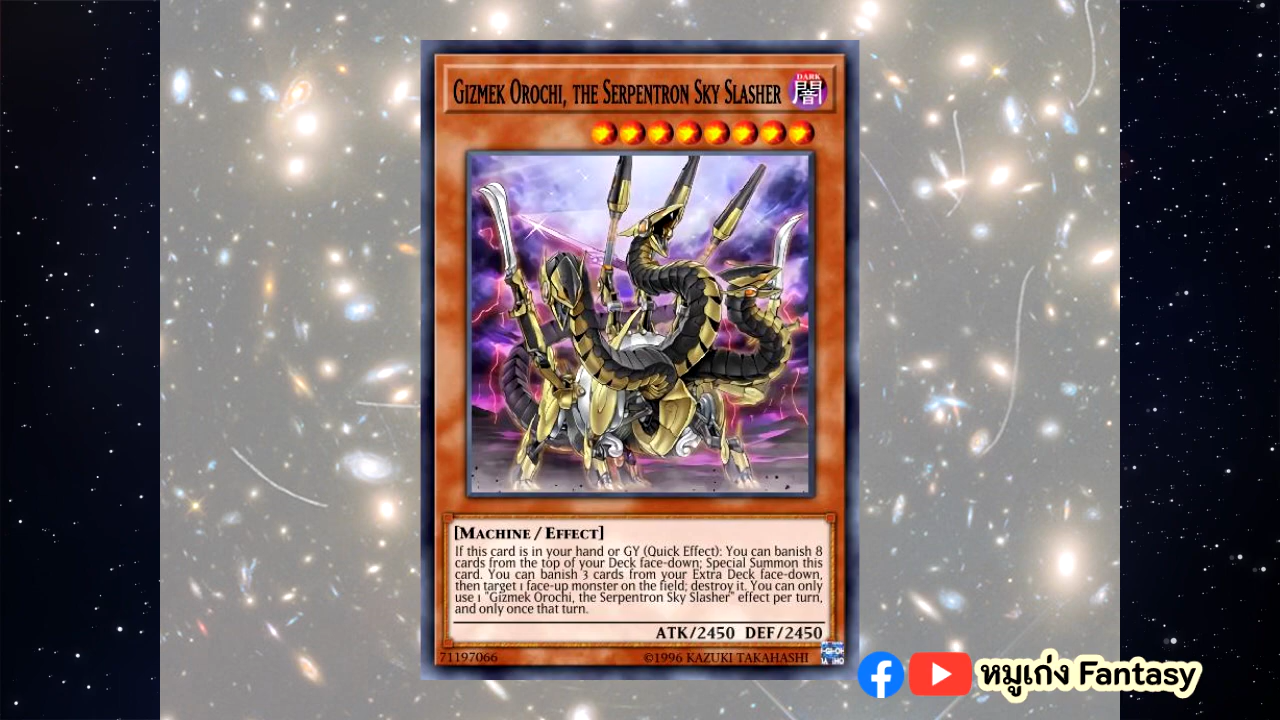 GIZMEK OROCHI, THE SERPENTRON SKY SLASHER
DARK
闇
[MACHINE / EFFECT]
If this card is in your hand or GY (Quick Effect): You can banish 8
cards from the top of your Deck face-down; Special Summon this
card. You can banish 3 cards from your Extra Deck face-down,
then target 1 face-up monster on the field; destroy it. You can only
use 1 "Gizmek Orochi, the Serpentron Sky Slasher" effect per turn,
and only once that turn.
ATK/2450 DEF/2450
71197066 ©1996 KAZUKI TAKAHASHI
หมูเก่ง Fantasy